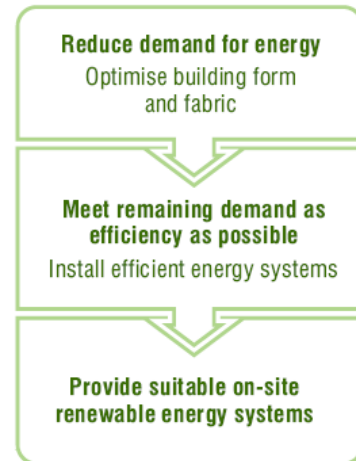 Reduce demand for energy
Optimise building form
and fabric
Meet remaining demand as
efficiency as possible
Install efficient energy systems
Provide suitable on-site
renewable energy systems